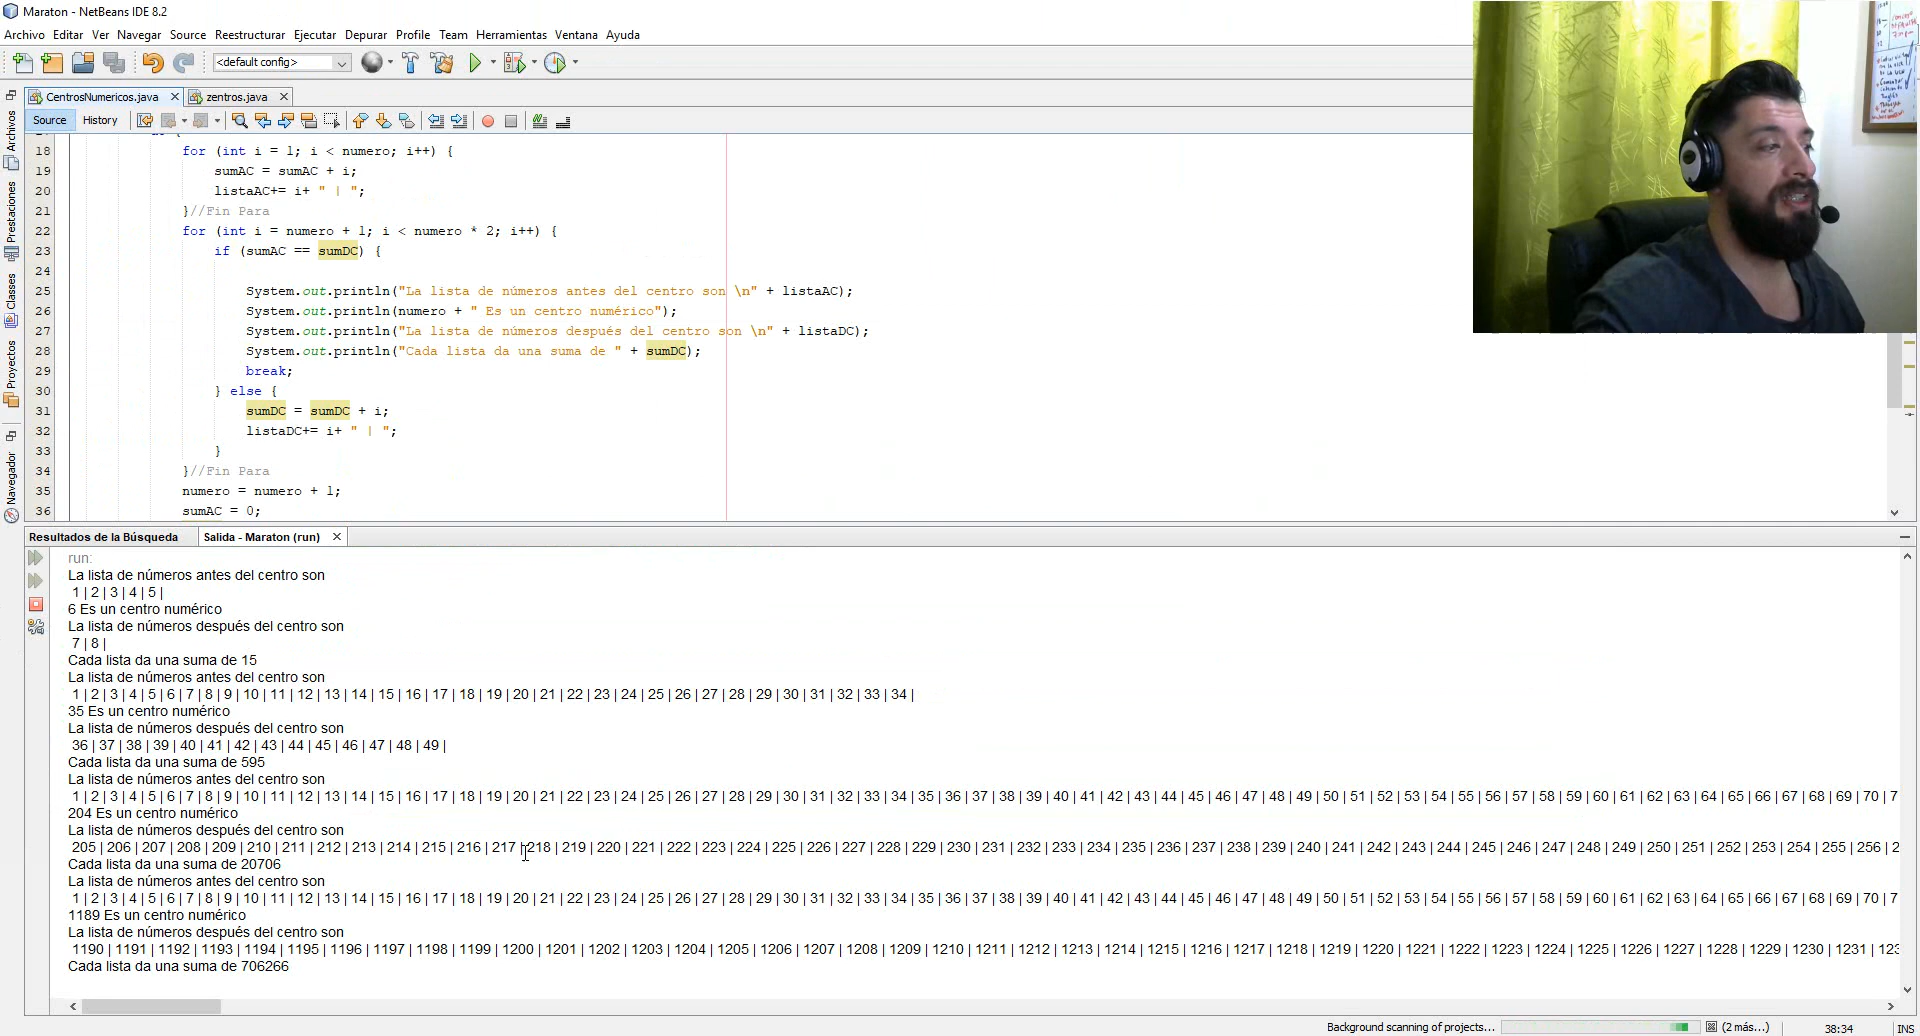 Maraton - NetBeans IDE 8.2
Archivo Editar Ver Navegar Source Reestructurar Ejecutar Depurar Profile Team Herramientas Ventana Ayuda
<default config>
CentrosNumericos.java zentros.java
Source History
Archivos
Prestaciones
Classes
Proyectos
Navegador
18 for (int i = 1; i < numero; i++) {
19 sumAC = sumAC + i;
20 listaAC+= i+ " | ";
21 }//Fin Para
22 for (int i = numero + 1; i < numero * 2; i++) {
23 if (sumAC == sumDC) {
24
25 System.out.println("La lista de números antes del centro son \n" + listaAC);
26 System.out.println(numero + " Es un centro numérico");
27 System.out.println("La lista de números después del centro son \n" + listaDC);
28 System.out.println("Cada lista da una suma de " + sumDC);
29 break;
30 } else {
31 sumDC = sumDC + i;
32 listaDC+= i+ " | ";
33 }
34 }//Fin Para
35 numero = numero + 1;
36 sumAC = 0;
Resultados de la Búsqueda Salida - Maraton (run)
run:
La lista de números antes del centro son
1 | 2 | 3 | 4 | 5 |
6 Es un centro numérico
La lista de números después del centro son
7 | 8 |
Cada lista da una suma de 15
La lista de números antes del centro son
1 | 2 | 3 | 4 | 5 | 6 | 7 | 8 | 9 | 10 | 11 | 12 | 13 | 14 | 15 | 16 | 17 | 18 | 19 | 20 | 21 | 22 | 23 | 24 | 25 | 26 | 27 | 28 | 29 | 30 | 31 | 32 | 33 | 34 |
35 Es un centro numérico
La lista de números después del centro son
36 | 37 | 38 | 39 | 40 | 41 | 42 | 43 | 44 | 45 | 46 | 47 | 48 | 49 |
Cada lista da una suma de 595
La lista de números antes del centro son
1 | 2 | 3 | 4 | 5 | 6 | 7 | 8 | 9 | 10 | 11 | 12 | 13 | 14 | 15 | 16 | 17 | 18 | 19 | 20 | 21 | 22 | 23 | 24 | 25 | 26 | 27 | 28 | 29 | 30 | 31 | 32 | 33 | 34 | 35 | 36 | 37 | 38 | 39 | 40 | 41 | 42 | 43 | 44 | 45 | 46 | 47 | 48 | 49 | 50 | 51 | 52 | 53 | 54 | 55 | 56 | 57 | 58 | 59 | 60 | 61 | 62 | 63 | 64 | 65 | 66 | 67 | 68 | 69 | 70 | 7
204 Es un centro numérico
La lista de números después del centro son
205 | 206 | 207 | 208 | 209 | 210 | 211 | 212 | 213 | 214 | 215 | 216 | 217 | 218 | 219 | 220 | 221 | 222 | 223 | 224 | 225 | 226 | 227 | 228 | 229 | 230 | 231 | 232 | 233 | 234 | 235 | 236 | 237 | 238 | 239 | 240 | 241 | 242 | 243 | 244 | 245 | 246 | 247 | 248 | 249 | 250 | 251 | 252 | 253 | 254 | 255 | 256 | 2
Cada lista da una suma de 20706
La lista de números antes del centro son
1 | 2 | 3 | 4 | 5 | 6 | 7 | 8 | 9 | 10 | 11 | 12 | 13 | 14 | 15 | 16 | 17 | 18 | 19 | 20 | 21 | 22 | 23 | 24 | 25 | 26 | 27 | 28 | 29 | 30 | 31 | 32 | 33 | 34 | 35 | 36 | 37 | 38 | 39 | 40 | 41 | 42 | 43 | 44 | 45 | 46 | 47 | 48 | 49 | 50 | 51 | 52 | 53 | 54 | 55 | 56 | 57 | 58 | 59 | 60 | 61 | 62 | 63 | 64 | 65 | 66 | 67 | 68 | 69 | 70 | 7
1189 Es un centro numérico
La lista de números después del centro son
1190 | 1191 | 1192 | 1193 | 1194 | 1195 | 1196 | 1197 | 1198 | 1199 | 1200 | 1201 | 1202 | 1203 | 1204 | 1205 | 1206 | 1207 | 1208 | 1209 | 1210 | 1211 | 1212 | 1213 | 1214 | 1215 | 1216 | 1217 | 1218 | 1219 | 1220 | 1221 | 1222 | 1223 | 1224 | 1225 | 1226 | 1227 | 1228 | 1229 | 1230 | 1231 | 123
Cada lista da una suma de 706266
Background scanning of projects... (2 más...) 38:34 INS